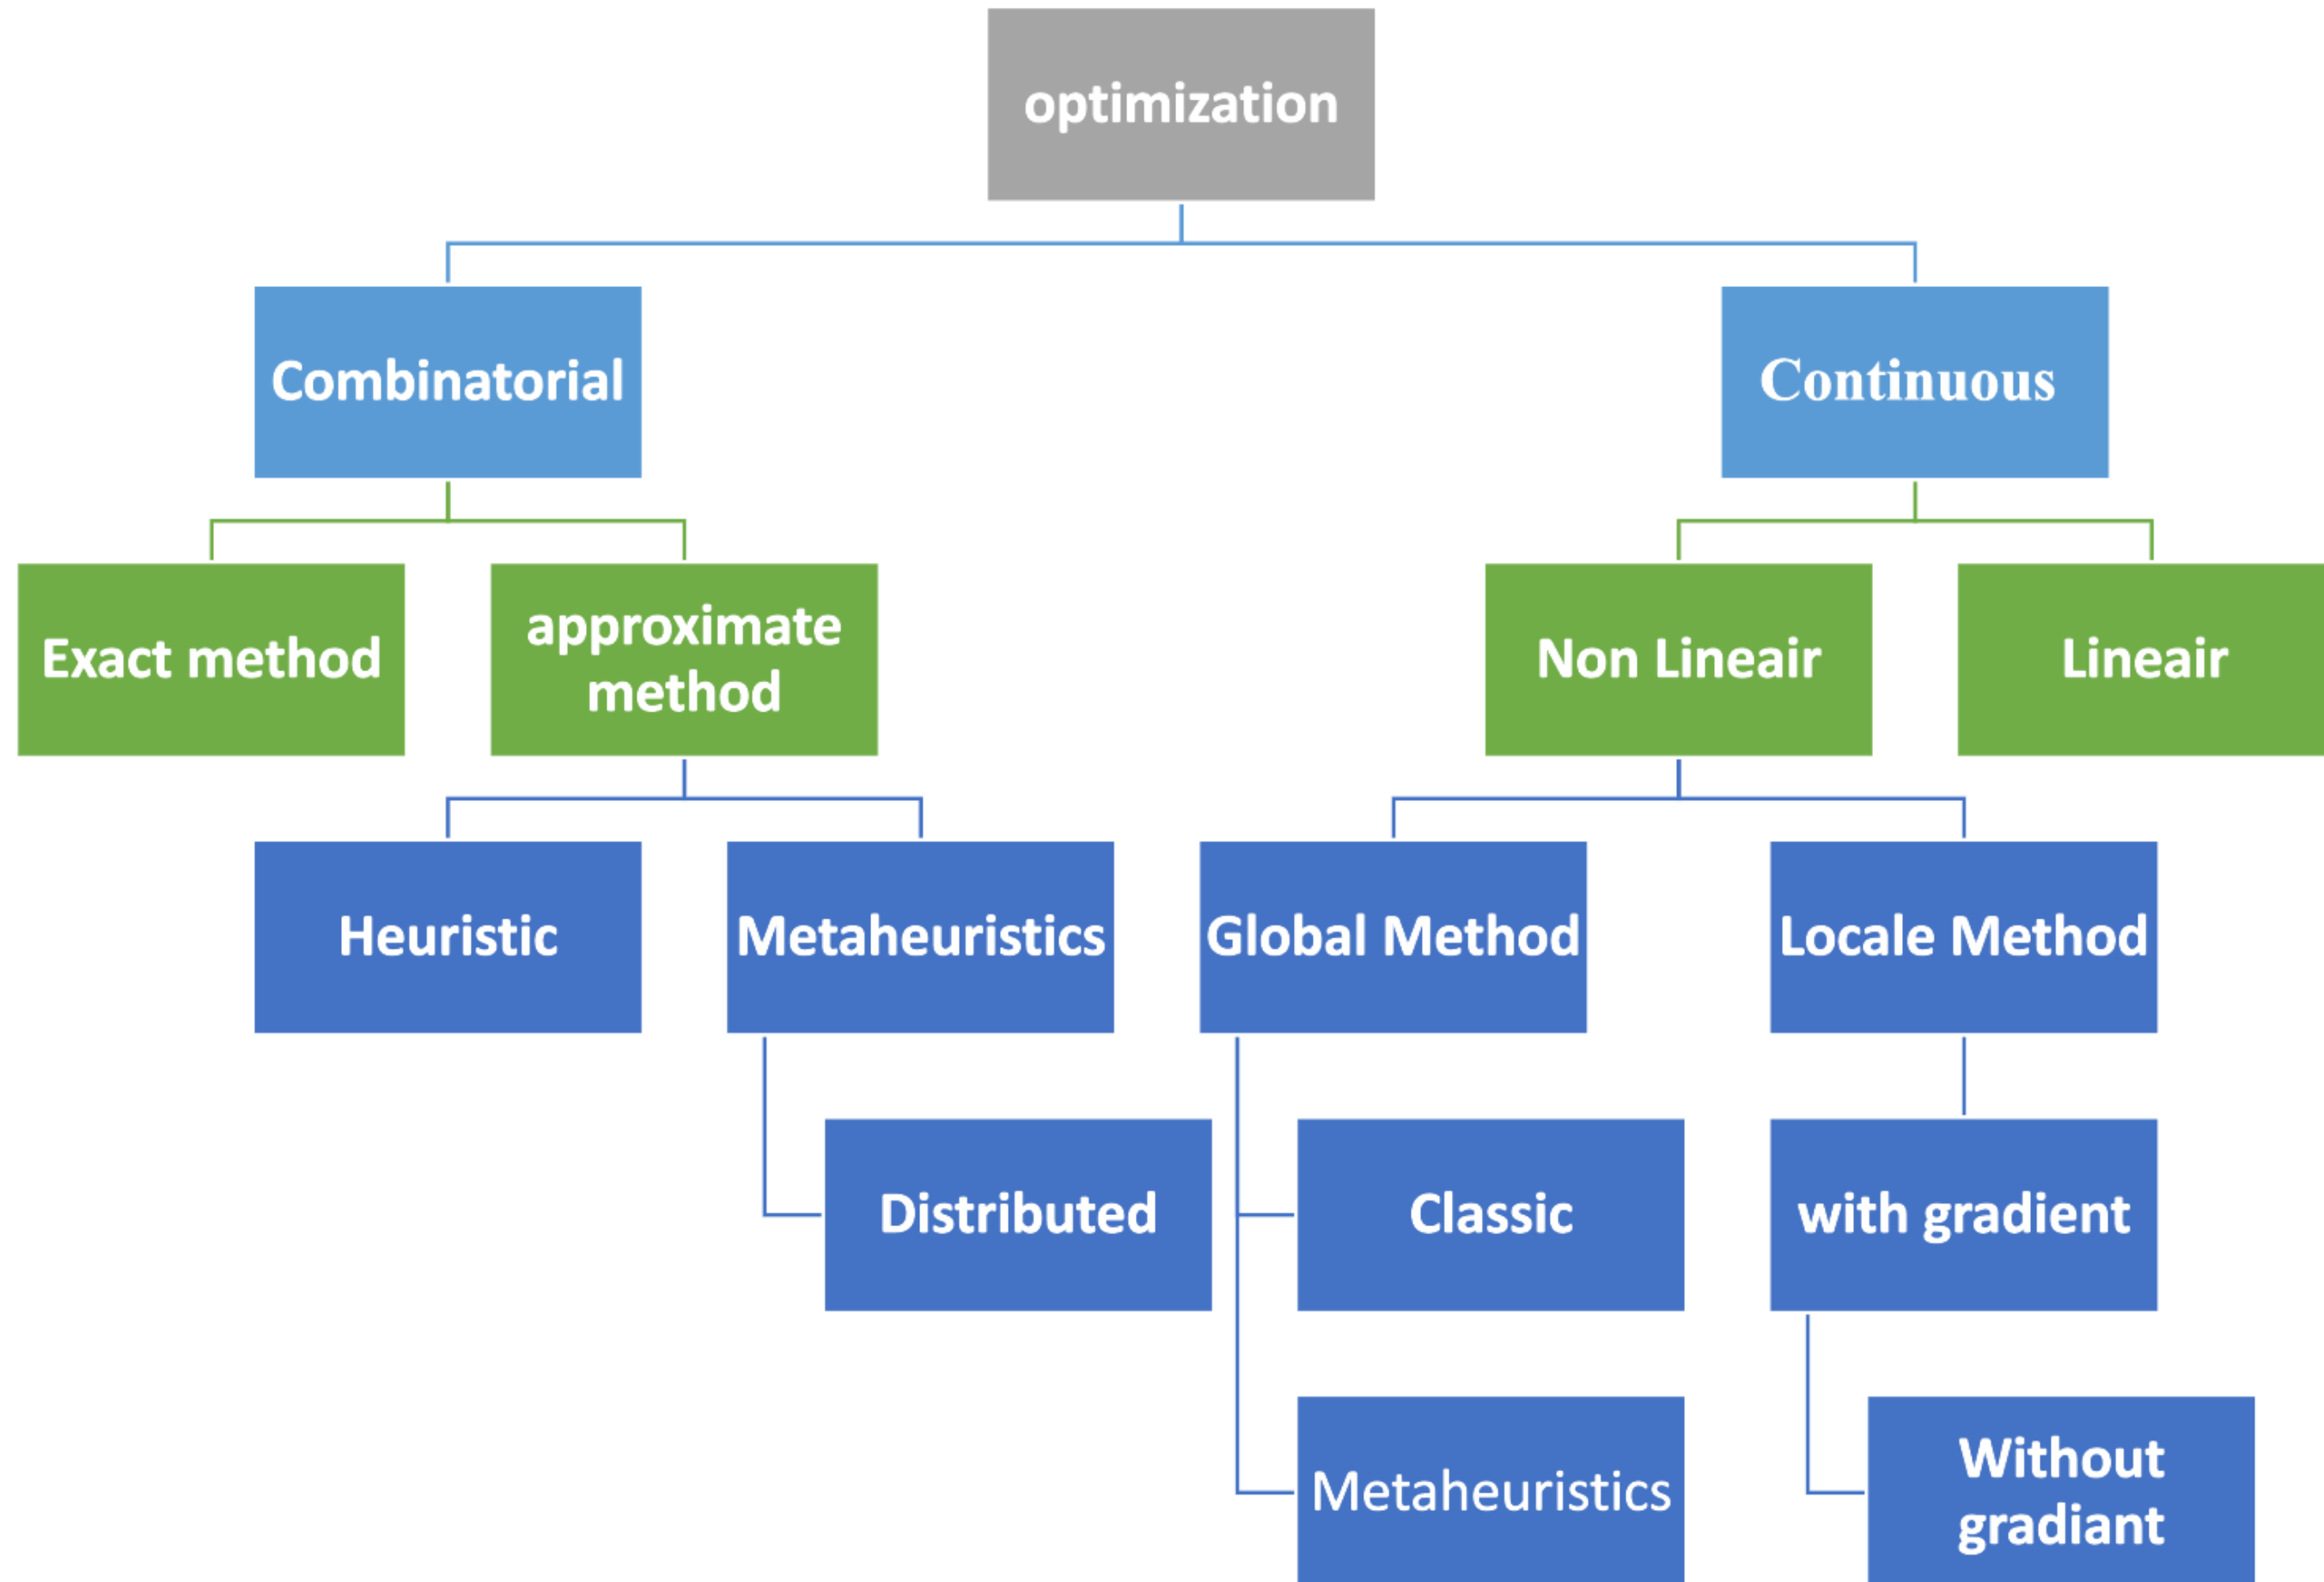 optimization
Combinatorial
Continuous
Exact method
approximate
method
Non Lineair
Lineair
Heuristic
Metaheuristics
Global Method
Locale Method
Distributed
Classic
with gradient
Metaheuristics
Without
gradiant